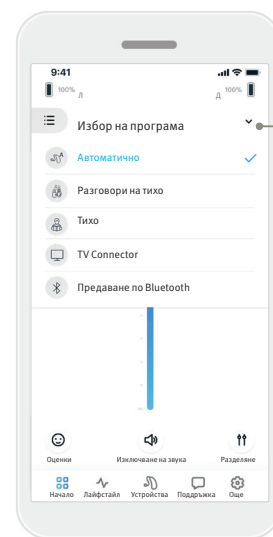 9:41
100% Л
Д 100%
Избор на програма
Автоматично
Разговори на тихо
Тихо
TV Connector
Предаване по Bluetooth
Оценки Изключване на звука Разделяне
Начало Лайфстайл Устройства Поддръжка Още